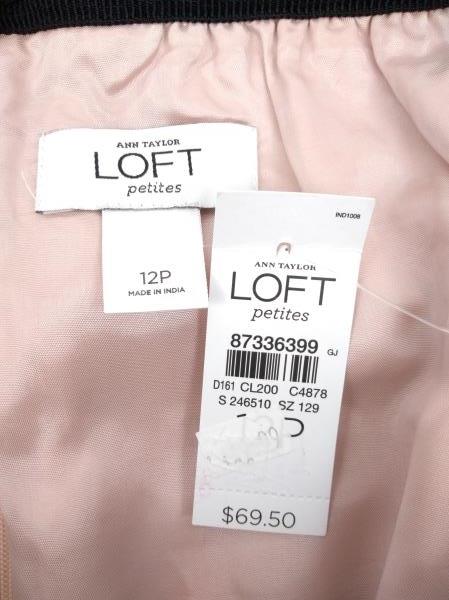 ANN TAYLOR
LOFT
petites
12P
MADE IN INDIA
IND1008
ANN TAYLOR
LOFT
petites
87336399 GJ
D161 CL200 C4878
S 246510 SZ 129
$69.50